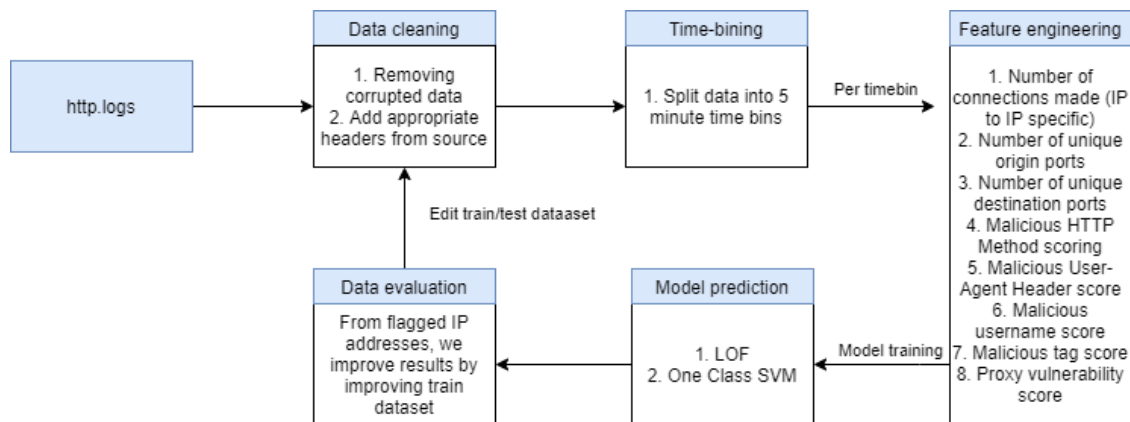 Data cleaning
Time-bining
Feature engineering
http.logs
1. Removing
corrupted data
2. Add appropriate
headers from source
1. Split data into 5
minute time bins
Per timebin
1. Number of
connections made (IP
to IP specific)
2. Number of unique
origin ports
3. Number of unique
destination ports
4. Malicious HTTP
Method scoring
5. Malicious User-
Agent Header score
6. Malicious
username score
7. Malicious tag score
8. Proxy vulnerability
score
Model training
Model prediction
1. LOF
2. One Class SVM
Data evaluation
From flagged IP
addresses, we
improve results by
improving train
dataset
Edit train/test dataaset